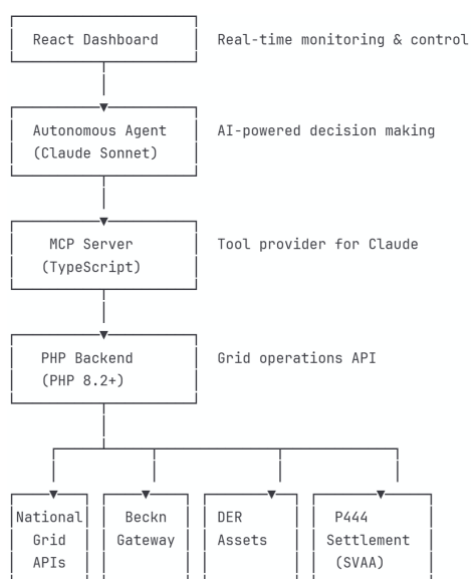 React Dashboard Real-time monitoring & control
Autonomous Agent AI-powered decision making
(Claude Sonnet)
MCP Server Tool provider for Claude
(TypeScript)
PHP Backend Grid operations API
(PHP 8.2+)
National Beckn DER P444
Grid Gateway Assets Settlement
APIs (SVAA)